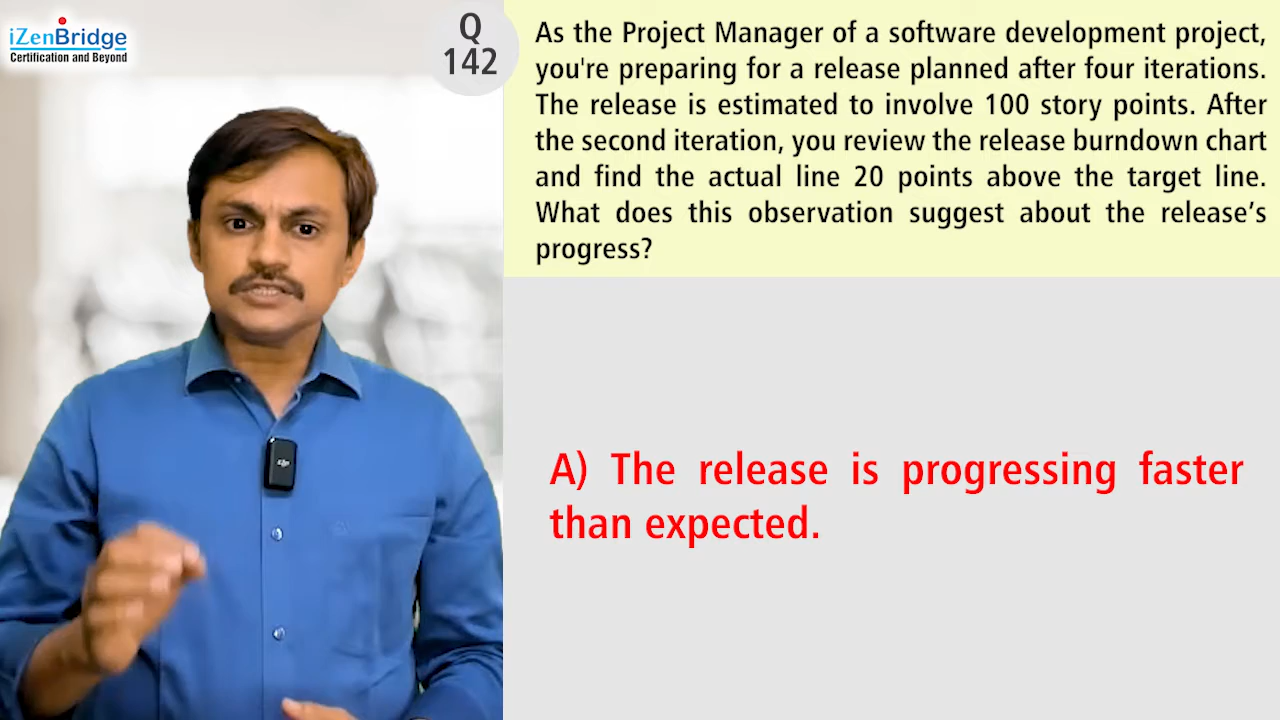 iZenBridge
Certification and Beyond
Q
142
As the Project Manager of a software development project,
you're preparing for a release planned after four iterations.
The release is estimated to involve 100 story points. After
the second iteration, you review the release burndown chart
and find the actual line 20 points above the target line.
What does this observation suggest about the release’s
progress?
A) The release is progressing faster
than expected.
dji